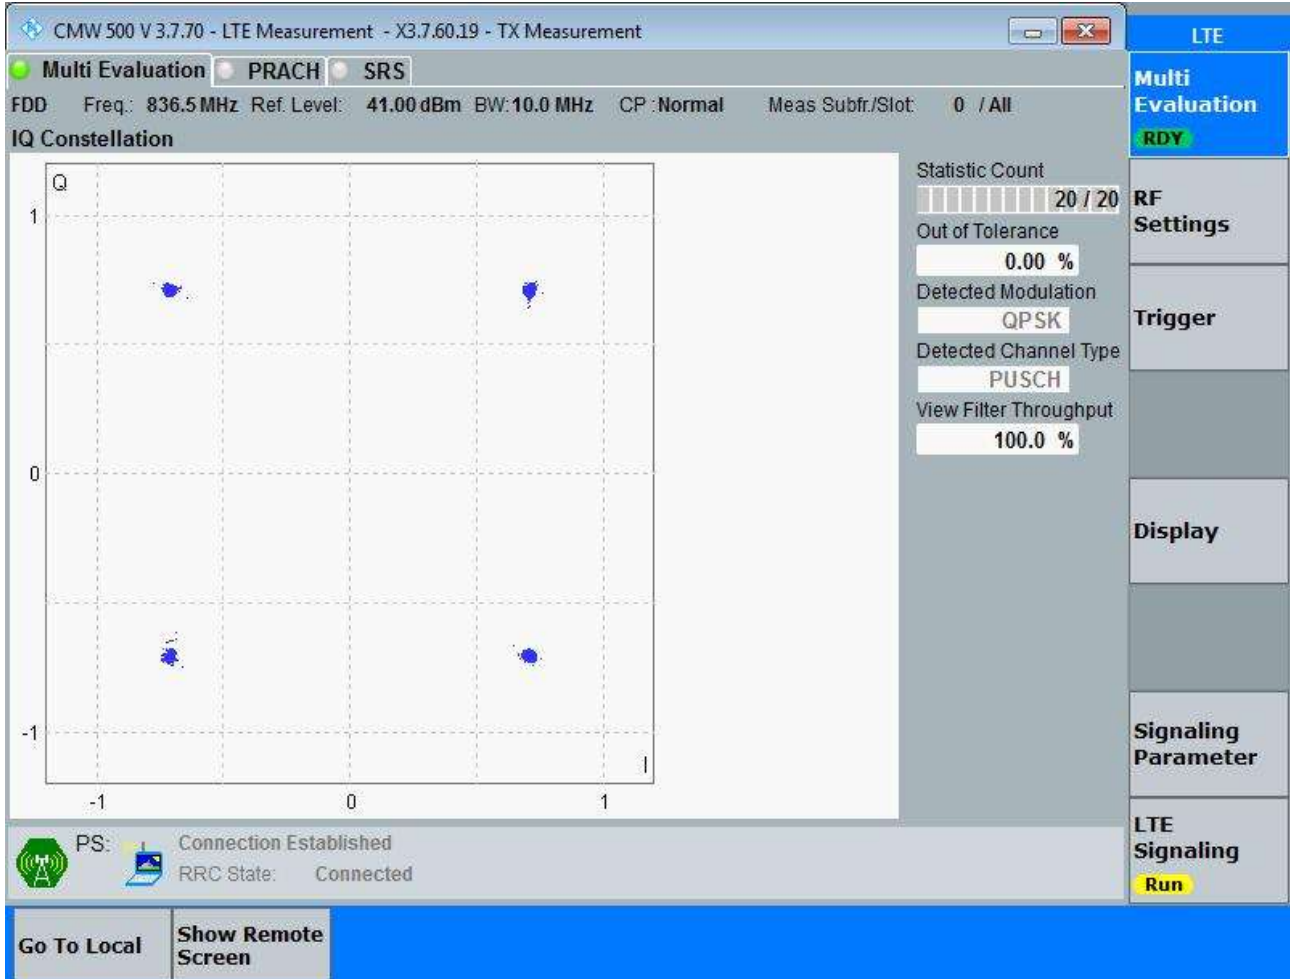 CMW 500 V 3.7.70 - LTE Measurement - X3.7.60.19 - TX Measurement
LTE
Multi Evaluation PRACH SRS
FDD Freq.: 836.5 MHz Ref. Level: 41.00 dBm BW: 10.0 MHz CP : Normal Meas Subfr./Slot: 0 / All
IQ Constellation
Q
1
0
-1
-1 0 1
I
Statistic Count
20 / 20
Out of Tolerance
0.00 %
Detected Modulation
QPSK
Detected Channel Type
PUSCH
View Filter Throughput
100.0 %
Multi
Evaluation
RDY
RF
Settings
Trigger
Display
Signaling
Parameter
LTE
Signaling
Run
PS: Connection Established
RRC State: Connected
Go To Local
Show Remote
Screen